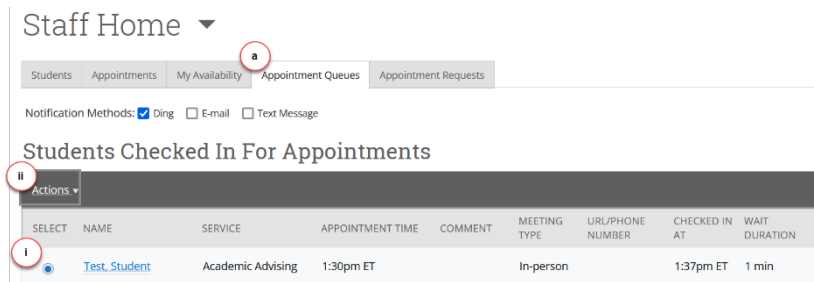 Staff Home
a
Students Appointments My Availability Appointment Queues Appointment Requests
Notification Methods: Ding E-mail Text Message
Students Checked In For Appointments
ii
Actions
SELECT NAME SERVICE APPOINTMENT TIME COMMENT MEETING TYPE URL/PHONE NUMBER CHECKED IN AT WAIT DURATION
i
Test, Student Academic Advising 1:30pm ET In-person 1:37pm ET 1 min